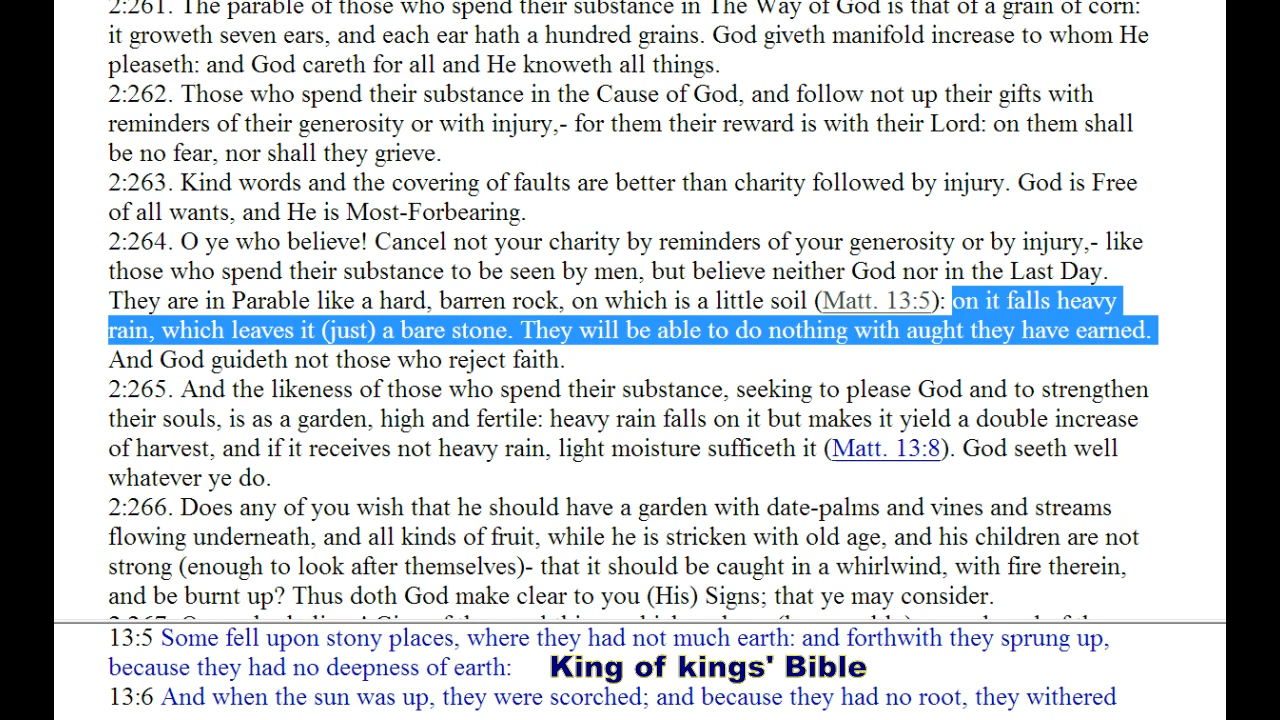 2:261. The parable of those who spend their substance in The Way of God is that of a grain of corn:
it groweth seven ears, and each ear hath a hundred grains. God giveth manifold increase to whom He
pleaseth: and God careth for all and He knoweth all things.
2:262. Those who spend their substance in the Cause of God, and follow not up their gifts with
reminders of their generosity or with injury,- for them their reward is with their Lord: on them shall
be no fear, nor shall they grieve.
2:263. Kind words and the covering of faults are better than charity followed by injury. God is Free
of all wants, and He is Most-Forbearing.
2:264. O ye who believe! Cancel not your charity by reminders of your generosity or by injury,- like
those who spend their substance to be seen by men, but believe neither God nor in the Last Day.
They are in Parable like a hard, barren rock, on which is a little soil (Matt. 13:5): on it falls heavy
rain, which leaves it (just) a bare stone. They will be able to do nothing with aught they have earned.
And God guideth not those who reject faith.
2:265. And the likeness of those who spend their substance, seeking to please God and to strengthen
their souls, is as a garden, high and fertile: heavy rain falls on it but makes it yield a double increase
of harvest, and if it receives not heavy rain, light moisture sufficeth it (Matt. 13:8). God seeth well
whatever ye do.
2:266. Does any of you wish that he should have a garden with date-palms and vines and streams
flowing underneath, and all kinds of fruit, while he is stricken with old age, and his children are not
strong (enough to look after themselves)- that it should be caught in a whirlwind, with fire therein,
and be burnt up? Thus doth God make clear to you (His) Signs; that ye may consider.
13:5 Some fell upon stony places, where they had not much earth: and forthwith they sprung up,
because they had no deepness of earth: King of kings' Bible
13:6 And when the sun was up, they were scorched; and because they had no root, they withered